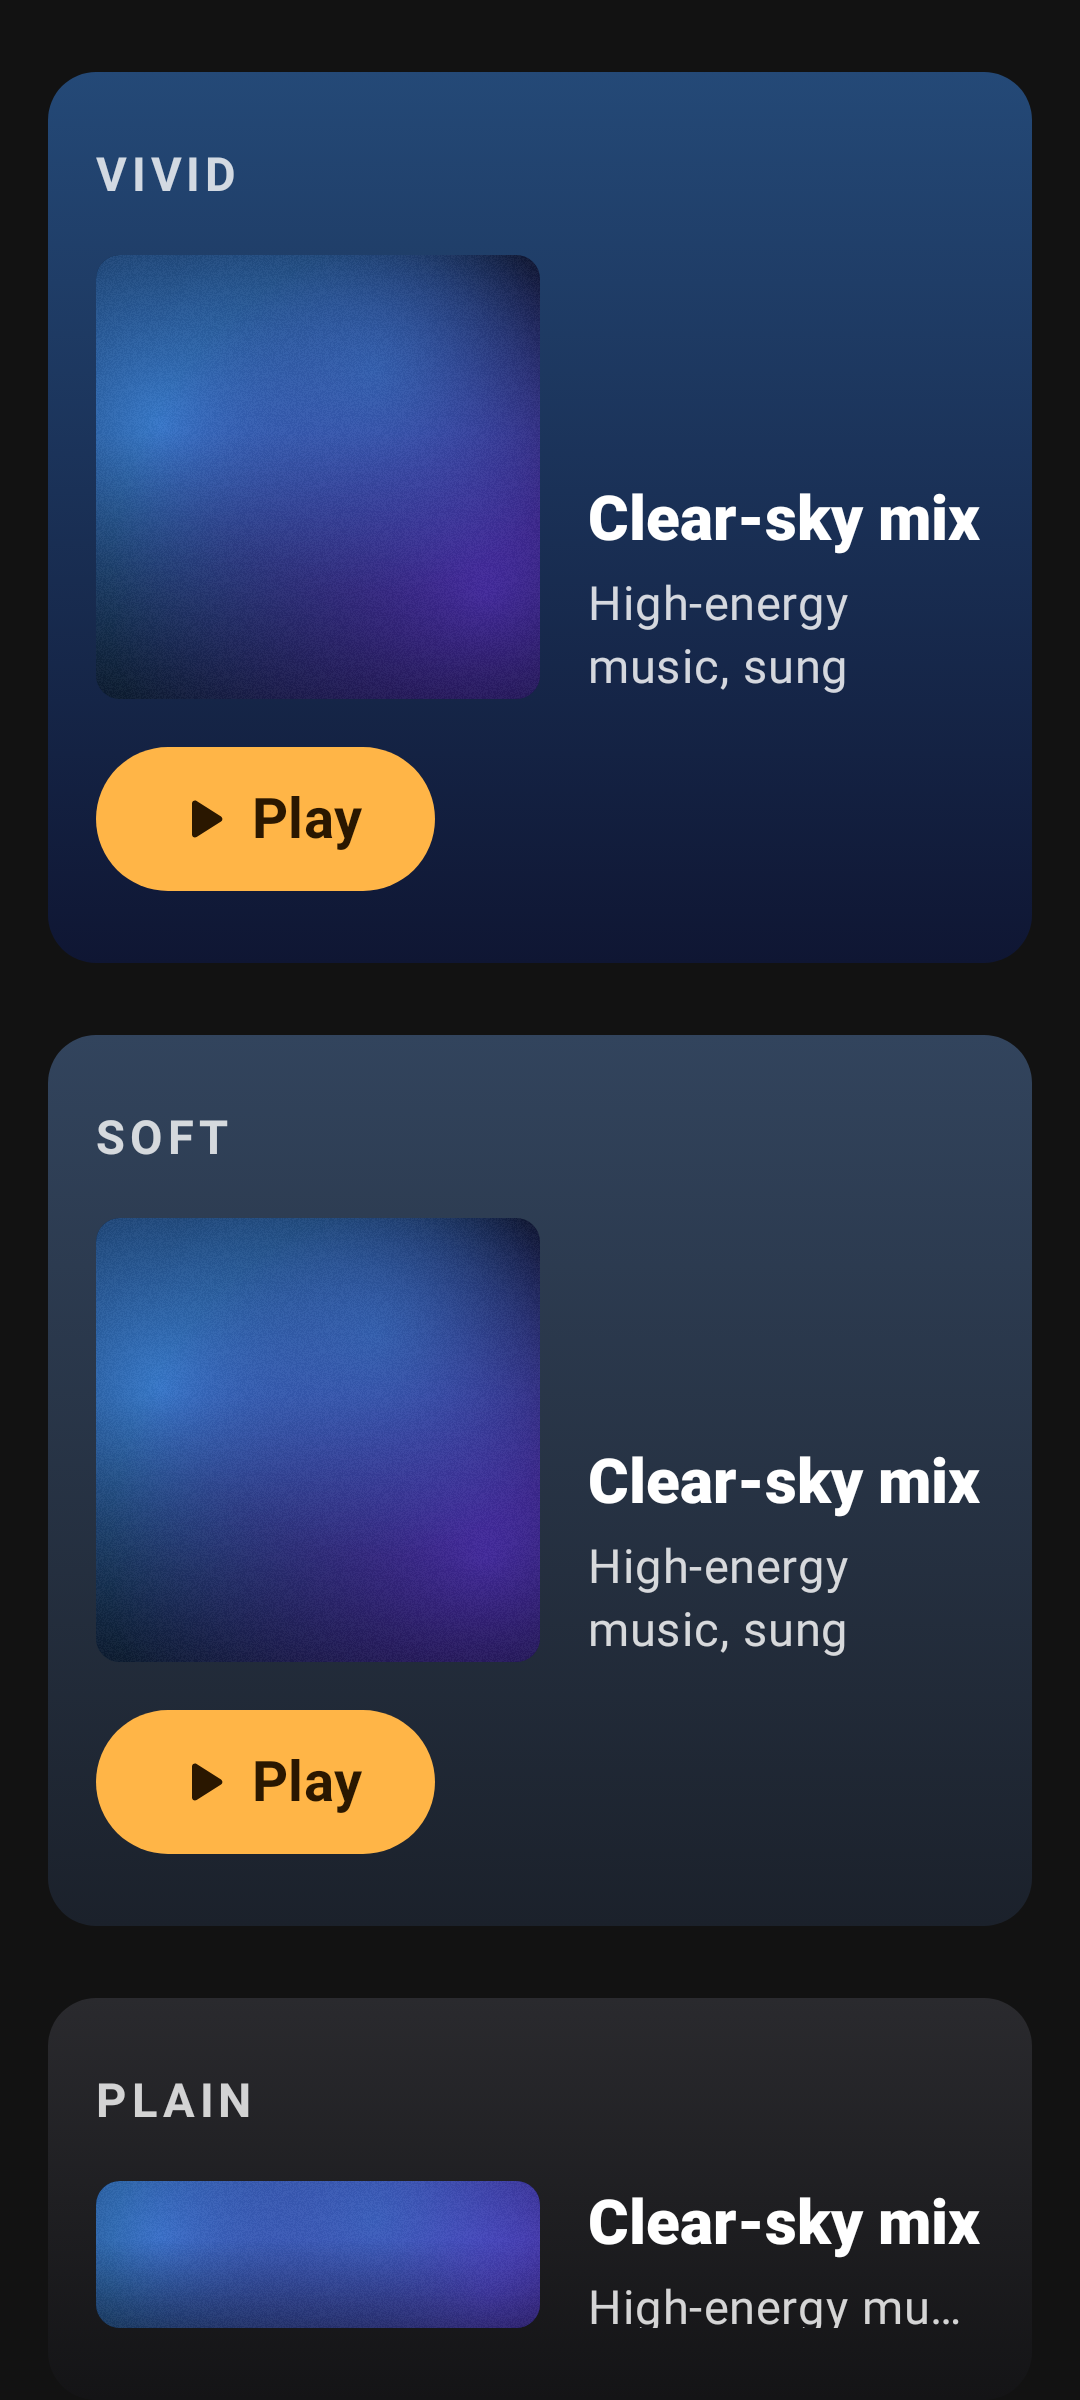 VIVID
Clear-sky mix
High-energy
music, sung
Play
SOFT
Clear-sky mix
High-energy
music, sung
Play
PLAIN
Clear-sky mix
High-energy mu…